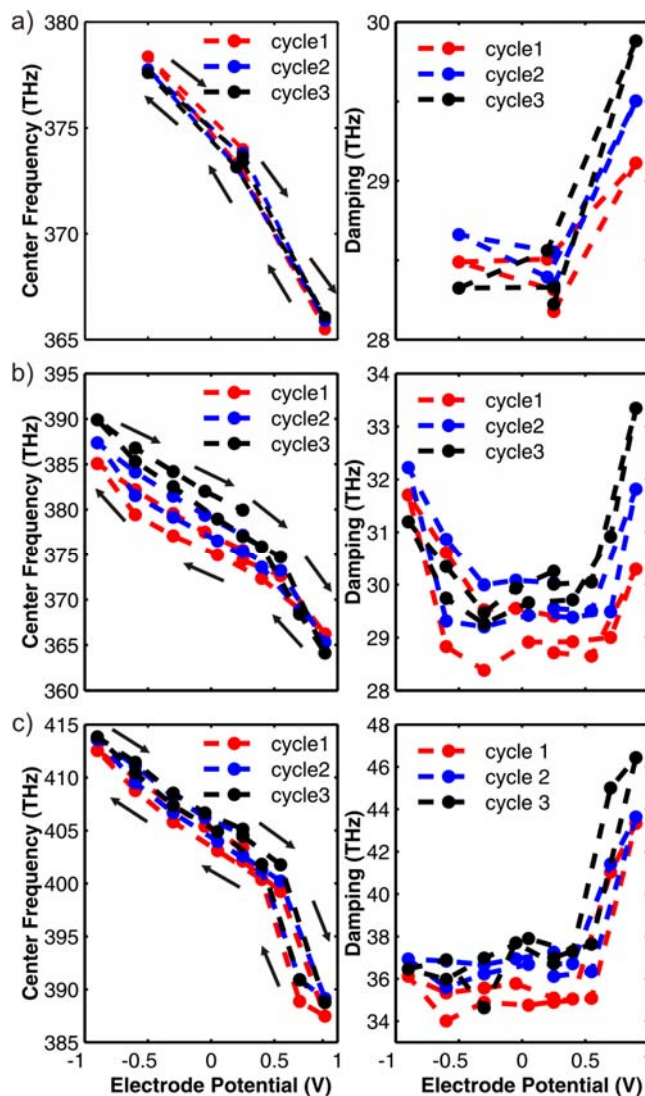 a)
380
375
370
365
Center Frequency (THz)
cycle1
cycle2
cycle3
30
29
28
Damping (THz)
cycle1
cycle2
cycle3
b)
395
390
385
380
375
370
365
360
Center Frequency (THz)
cycle1
cycle2
cycle3
34
33
32
31
30
29
28
Damping (THz)
cycle1
cycle2
cycle3
c)
415
410
405
400
395
390
385
Center Frequency (THz)
cycle1
cycle2
cycle3
-1 -0.5 0 0.5 1
Electrode Potential (V)
48
46
44
42
40
38
36
34
Damping (THz)
cycle 1
cycle 2
cycle 3
-1 -0.5 0 0.5 1
Electrode Potential (V)